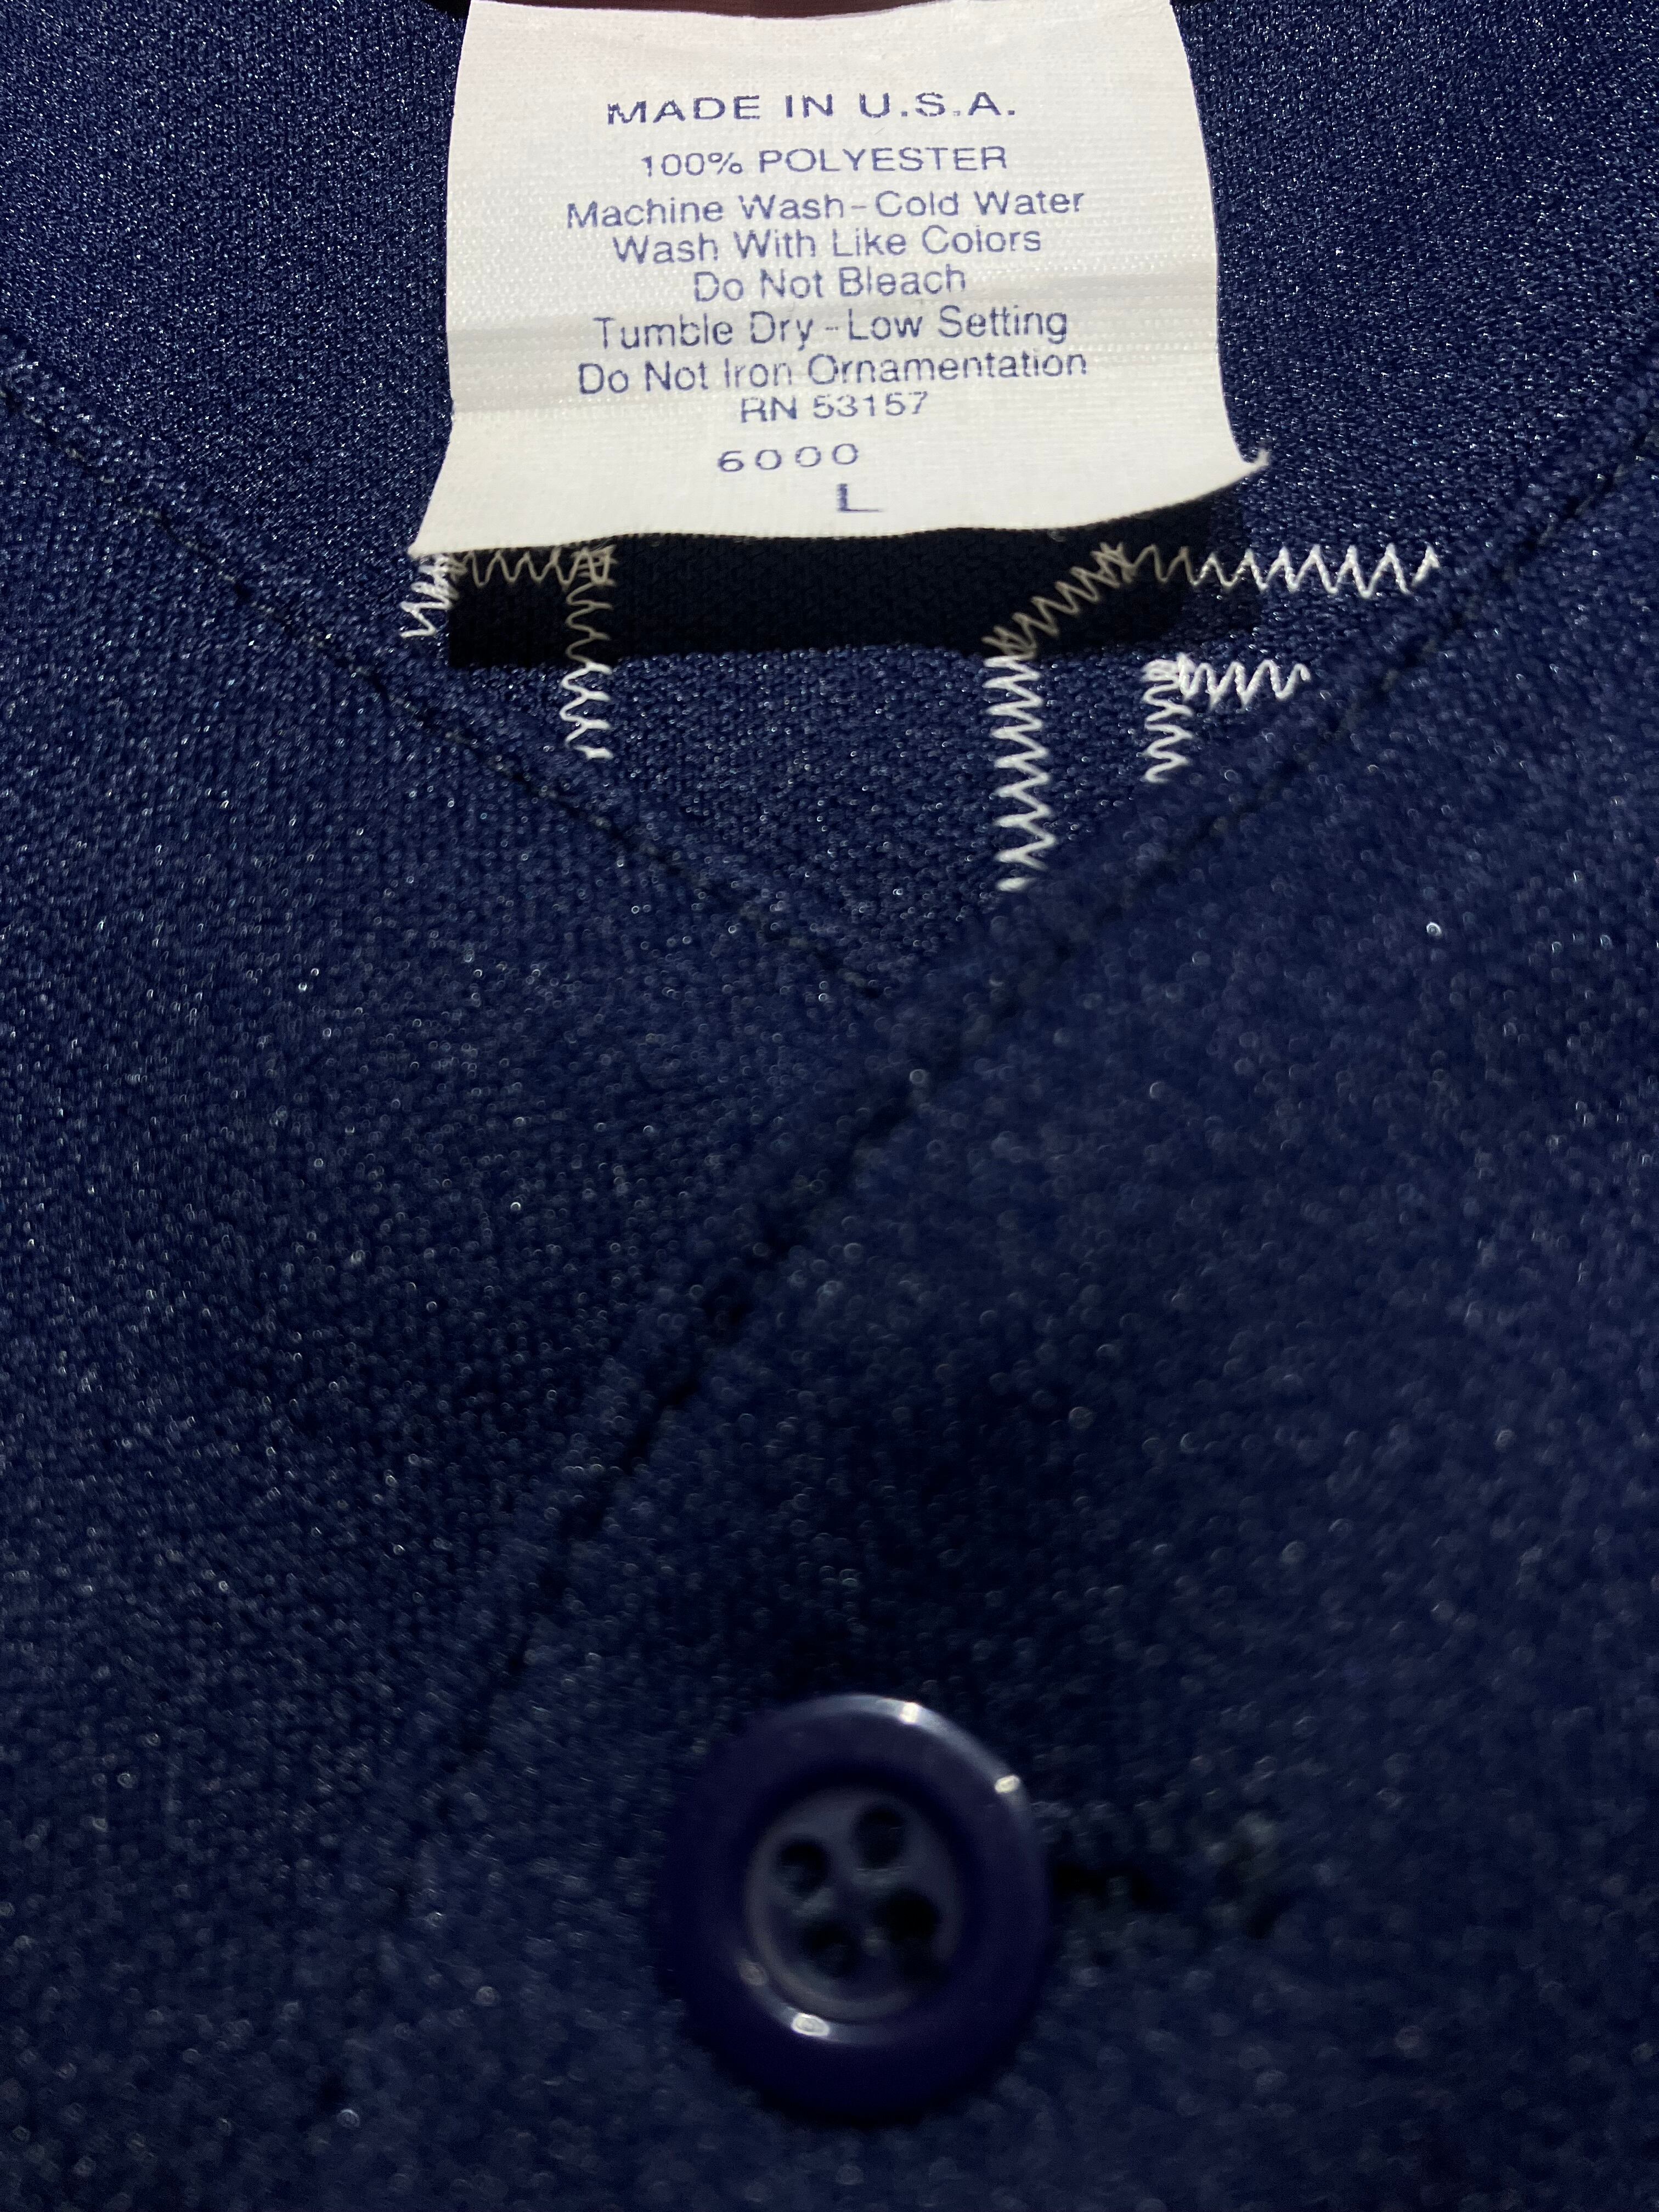 MADE IN U.S.A.
100% POLYESTER
Machine Wash-Cold Water
Wash With Like Colors
Do Not Bleach
Tumble Dry-Low Setting
Do Not Iron Ornamentation
RN 53157
6000
L